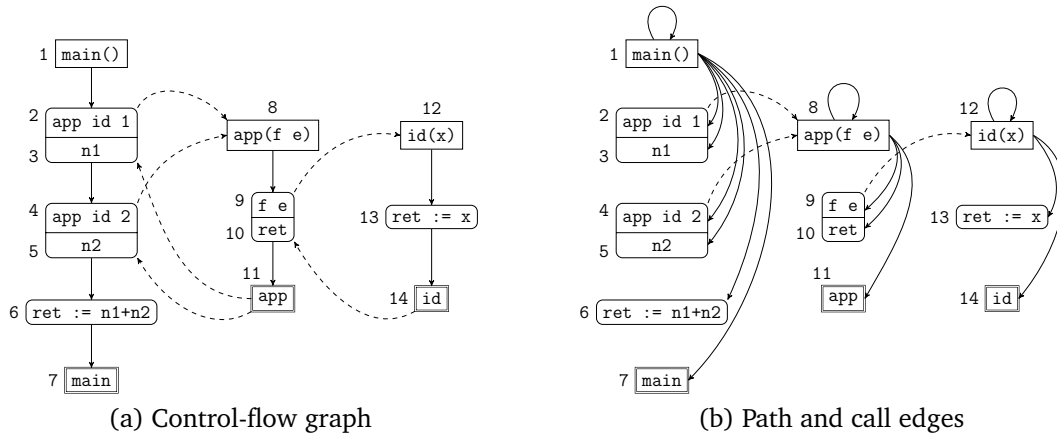 1 main()
2 app id 1
3 n1
4 app id 2
5 n2
6 ret := n1+n2
7 main
8
app(f e)
9 f e
10 ret
11
app
12
id(x)
13 ret := x
14 id
(a) Control-flow graph
1 main()
2 app id 1
3 n1
4 app id 2
5 n2
6 ret := n1+n2
7 main
8
app(f e)
9 f e
10 ret
11
app
12
id(x)
13 ret := x
14 id
(b) Path and call edges